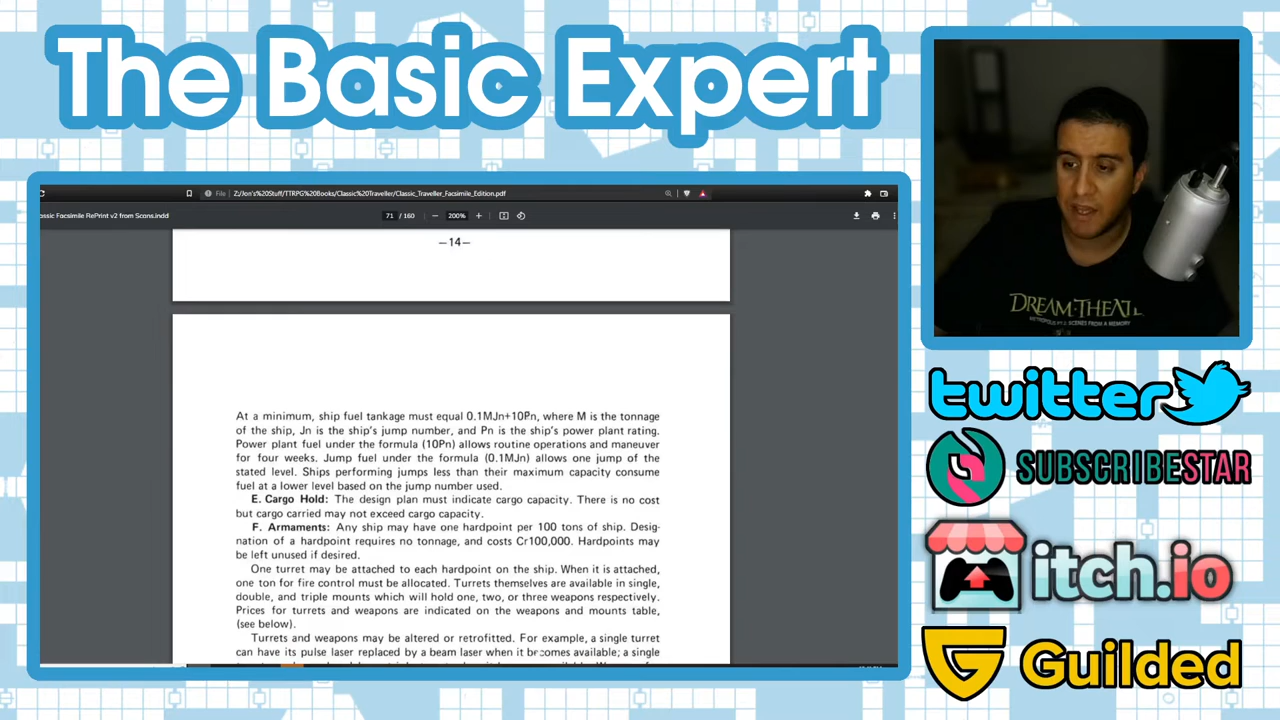 The Basic Expert
File
Z:/Jon's%20Stuff/TTRPG%20Books/Classic%20Traveller/Classic_Traveller_Facsimile_Edition.pdf
assic Facsimile RePrint v2 from Scans.indd
71 / 160
200%
—14—
At a minimum, ship fuel tankage must equal 0.1MJn+10Pn, where M is the tonnage
of the ship, Jn is the ship's jump number, and Pn is the ship's power plant rating.
Power plant fuel under the formula (10Pn) allows routine operations and maneuver
for four weeks. Jump fuel under the formula (0.1MJn) allows one jump of the
stated level. Ships performing jumps less than their maximum capacity consume
fuel at a lower level based on the jump number used.
E. Cargo Hold: The design plan must indicate cargo capacity. There is no cost
but cargo carried may not exceed cargo capacity.
F. Armaments: Any ship may have one hardpoint per 100 tons of ship. Desig-
nation of a hardpoint requires no tonnage, and costs Cr100,000. Hardpoints may
be left unused if desired.
One turret may be attached to each hardpoint on the ship. When it is attached,
one ton for fire control must be allocated. Turrets themselves are available in single,
double, and triple mounts which will hold one, two, or three weapons respectively.
Prices for turrets and weapons are indicated on the weapons and mounts table,
(see below).
Turrets and weapons may be altered or retrofitted. For example, a single turret
can have its pulse laser replaced by a beam laser when it becomes available; a single
DREAM THEAT
METROPOLIS PT. 2: SCENES FROM A MEMORY
twitter
SUBSCRIBESTAR
itch.io
Guilded